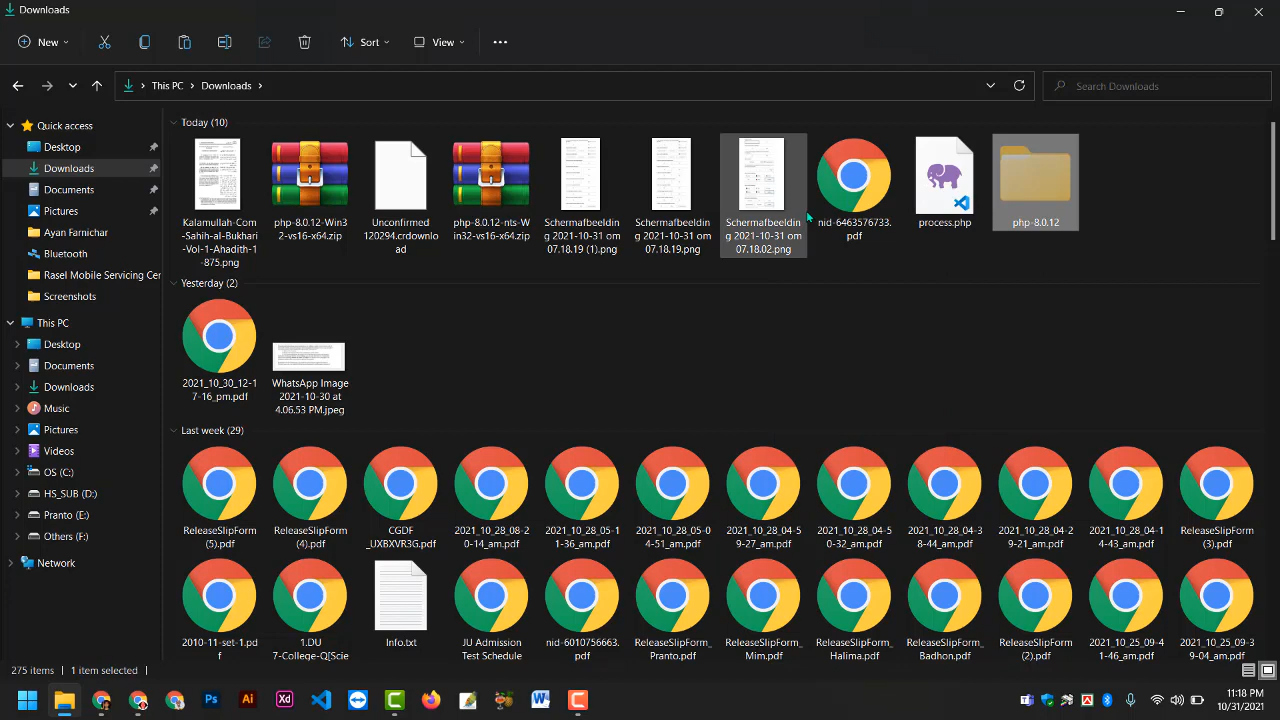 Downloads
New
Sort
View
This PC
Downloads
Search Downloads
Quick access
Desktop
Downloads
Documents
Pictures
Ayan Farnichar
Bluetooth
Rasel Mobile Servicing Cer
Screenshots
This PC
Desktop
Documents
Downloads
Music
Pictures
Videos
OS (C:)
HS_SUB (D:)
Pranto (E:)
Others (F:)
Network
Today (10)
Kalamullah-Com
-Sahih-al-Bukhari
-Vol-1-Ahadith-1
-875.png
php-8.0.12-Win3
2-vs16-x64.zip
Unconfirmed
120294.crdownlo
ad
php-8.0.12-nts-W
in32-vs16-x64.zip
Schermafbeeldin
g 2021-10-31 om
07.18.19 (1).png
Schermafbeeldin
g 2021-10-31 om
07.18.19.png
Schermafbeeldin
g 2021-10-31 om
07.18.02.png
nid-6463576733.
pdf
process.php
php-8.0.12
Yesterday (2)
2021_10_30_12-1
7-16_pm.pdf
WhatsApp Image
2021-10-30 at
4.06.53 PM.jpeg
Last week (29)
ReleaseSlipForm
(5).pdf
ReleaseSlipForm
(4).pdf
CGDF
_UXBXVR3G.pdf
2021_10_28_08-2
0-14_am.pdf
2021_10_28_05-1
1-36_am.pdf
2021_10_28_05-0
4-51_am.pdf
2021_10_28_04-5
9-27_am.pdf
2021_10_28_04-5
0-32_am.pdf
2021_10_28_04-3
8-44_am.pdf
2021_10_28_04-2
9-21_am.pdf
2021_10_28_04-1
4-43_am.pdf
ReleaseSlipForm
(3).pdf
2010-11-set-1.pd
f
1.DU
7-College-Q[Scie
Info.txt
JU Admission
Test Schedule
nid-6010756663.
pdf
ReleaseSlipForm_
Pranto.pdf
ReleaseSlipForm_
Mim.pdf
ReleaseSlipForm_
Halima.pdf
ReleaseSlipForm_
Badhon.pdf
ReleaseSlipForm
(2).pdf
2021_10_25_09-4
1-46_am.pdf
2021_10_25_09-3
9-04_am.pdf
275 items
1 item selected
Ps
Ai
Xd
W
11:18 PM
10/31/2021